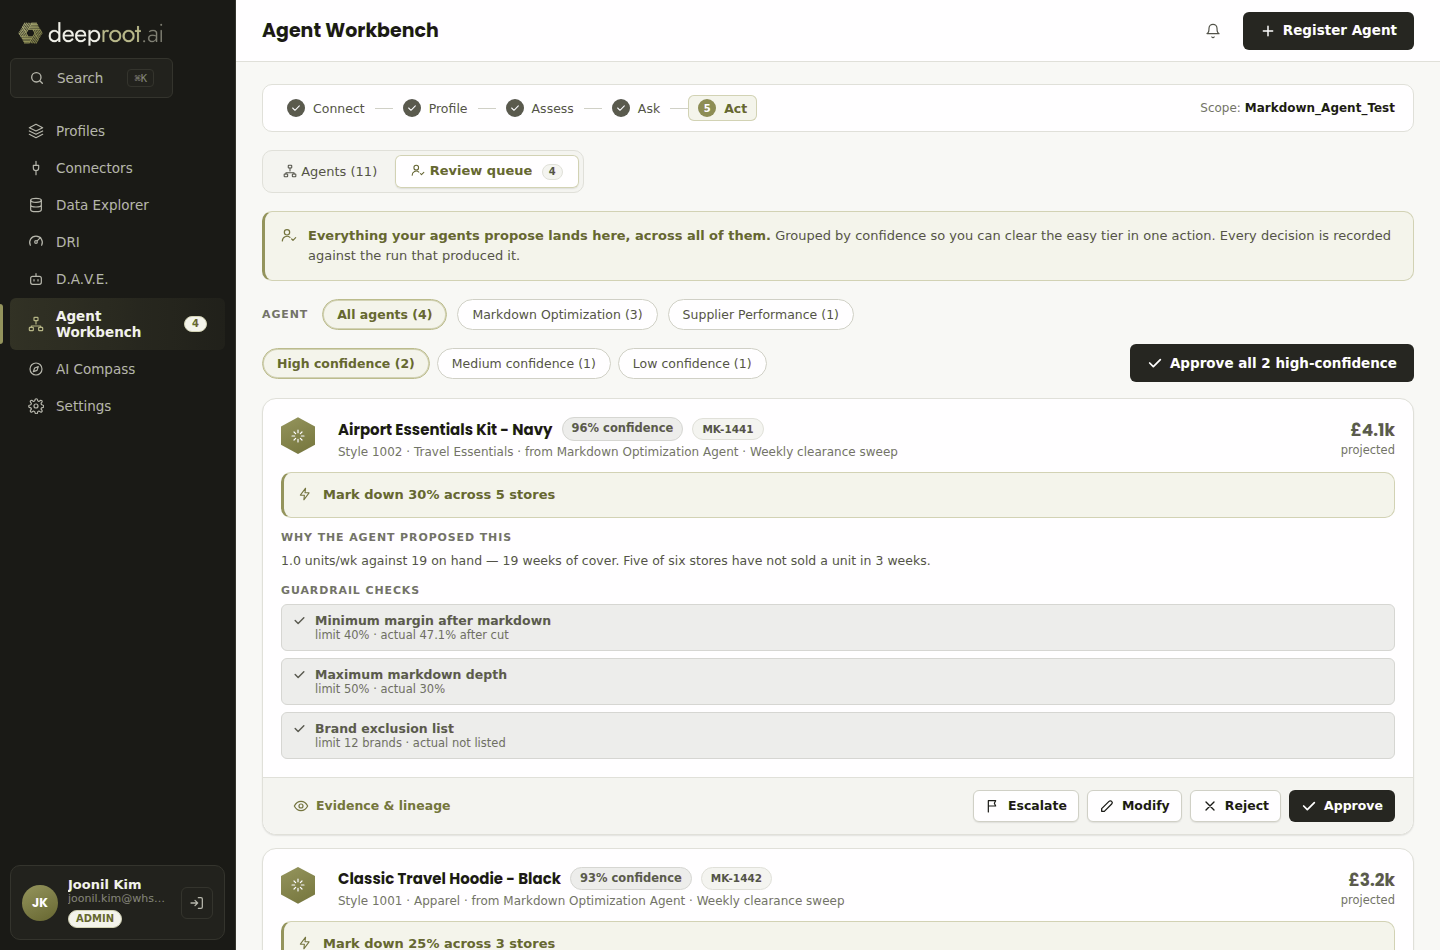 deeproot.ai
Search ⌘K
Profiles
Connectors
Data Explorer
DRI
D.A.V.E.
Agent
Workbench 4
AI Compass
Settings
JK
Joonil Kim
joonil.kim@whs...
ADMIN
Agent Workbench
Register Agent
Connect Profile Assess Ask 5 Act
Scope: Markdown_Agent_Test
Agents (11) Review queue 4
Everything your agents propose lands here, across all of them. Grouped by confidence so you can clear the easy tier in one action. Every decision is recorded
against the run that produced it.
AGENT All agents (4) Markdown Optimization (3) Supplier Performance (1)
High confidence (2) Medium confidence (1) Low confidence (1) Approve all 2 high-confidence
Airport Essentials Kit – Navy 96% confidence MK-1441 £4.1k
Style 1002 · Travel Essentials · from Markdown Optimization Agent · Weekly clearance sweep projected
Mark down 30% across 5 stores
WHY THE AGENT PROPOSED THIS
1.0 units/wk against 19 on hand — 19 weeks of cover. Five of six stores have not sold a unit in 3 weeks.
GUARDRAIL CHECKS
Minimum margin after markdown
limit 40% · actual 47.1% after cut
Maximum markdown depth
limit 50% · actual 30%
Brand exclusion list
limit 12 brands · actual not listed
Evidence & lineage Escalate Modify Reject Approve
Classic Travel Hoodie – Black 93% confidence MK-1442 £3.2k
Style 1001 · Apparel · from Markdown Optimization Agent · Weekly clearance sweep projected
Mark down 25% across 3 stores